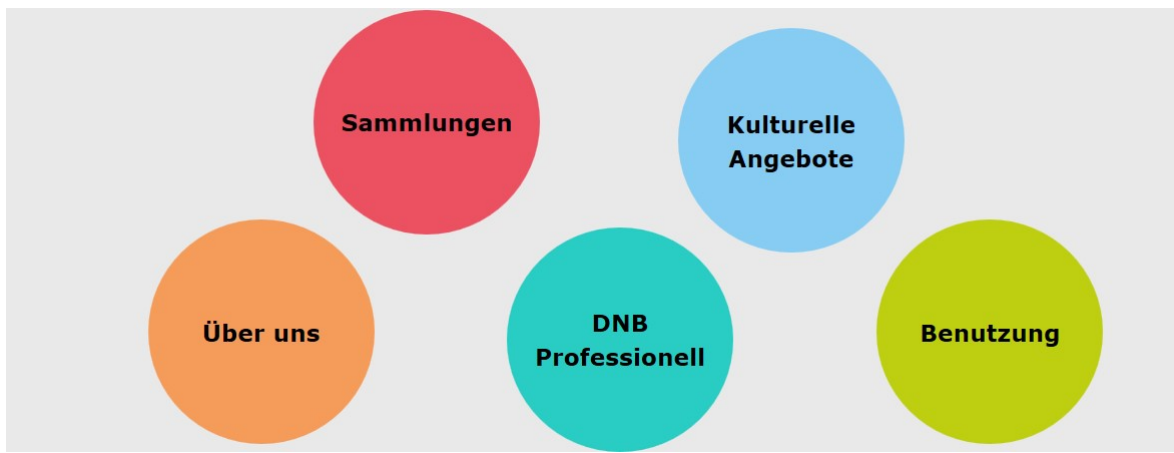 Sammlungen
Kulturelle
Angebote
Über uns
DNB
Professionell
Benutzung